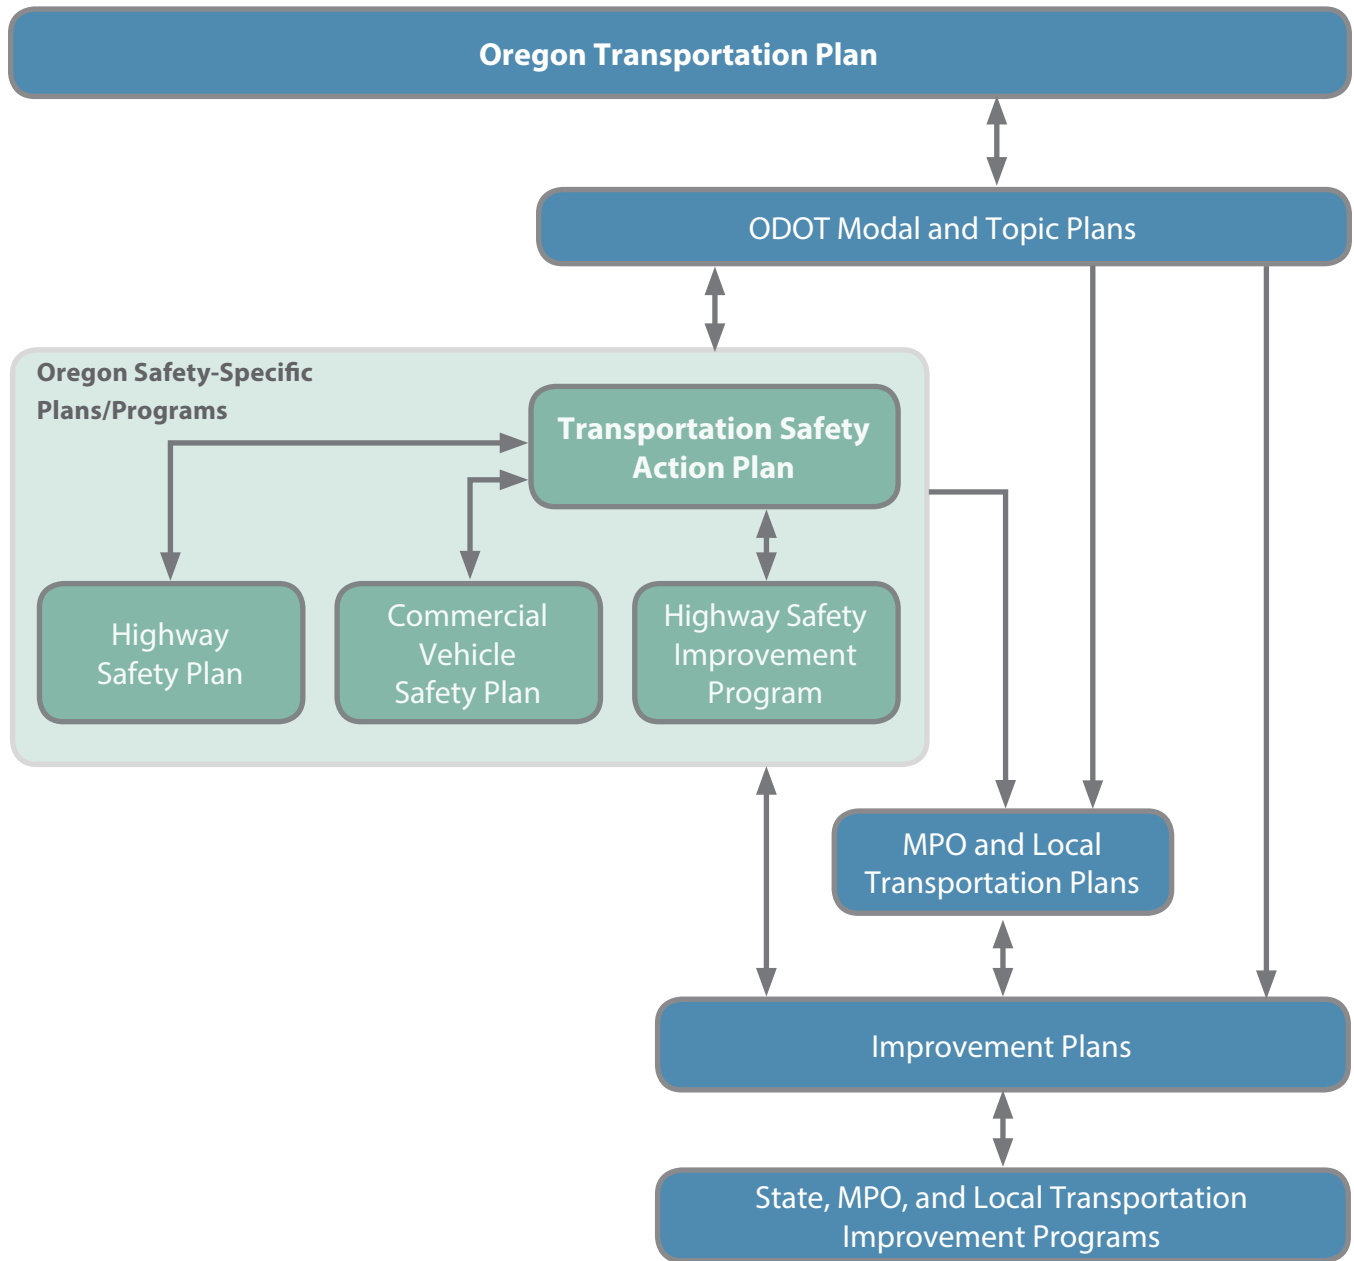 Oregon Transportation Plan
ODOT Modal and Topic Plans
Oregon Safety-Specific
Plans/Programs
Transportation Safety
Action Plan
Highway
Safety Plan
Commercial
Vehicle
Safety Plan
Highway Safety
Improvement
Program
MPO and Local
Transportation Plans
Improvement Plans
State, MPO, and Local Transportation
Improvement Programs